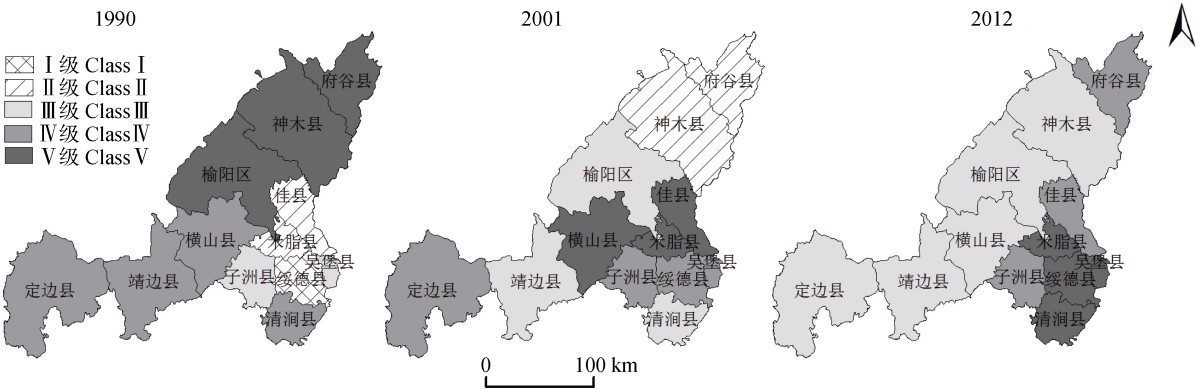 1990
2001
2012
Ⅰ级 Class Ⅰ
Ⅱ级 Class Ⅱ
Ⅲ级 Class Ⅲ
Ⅳ级 Class Ⅳ
Ⅴ级 Class Ⅴ
府谷县
神木县
榆阳区
佳县
横山县
米脂县
吴堡县
子洲县
绥德县
定边县
靖边县
清涧县
府谷县
神木县
榆阳区
佳县
横山县
米脂县
吴堡县
子洲县
绥德县
定边县
靖边县
清涧县
府谷县
神木县
榆阳区
佳县
横山县
米脂县
吴堡县
子洲县
绥德县
定边县
靖边县
清涧县
0 100 km